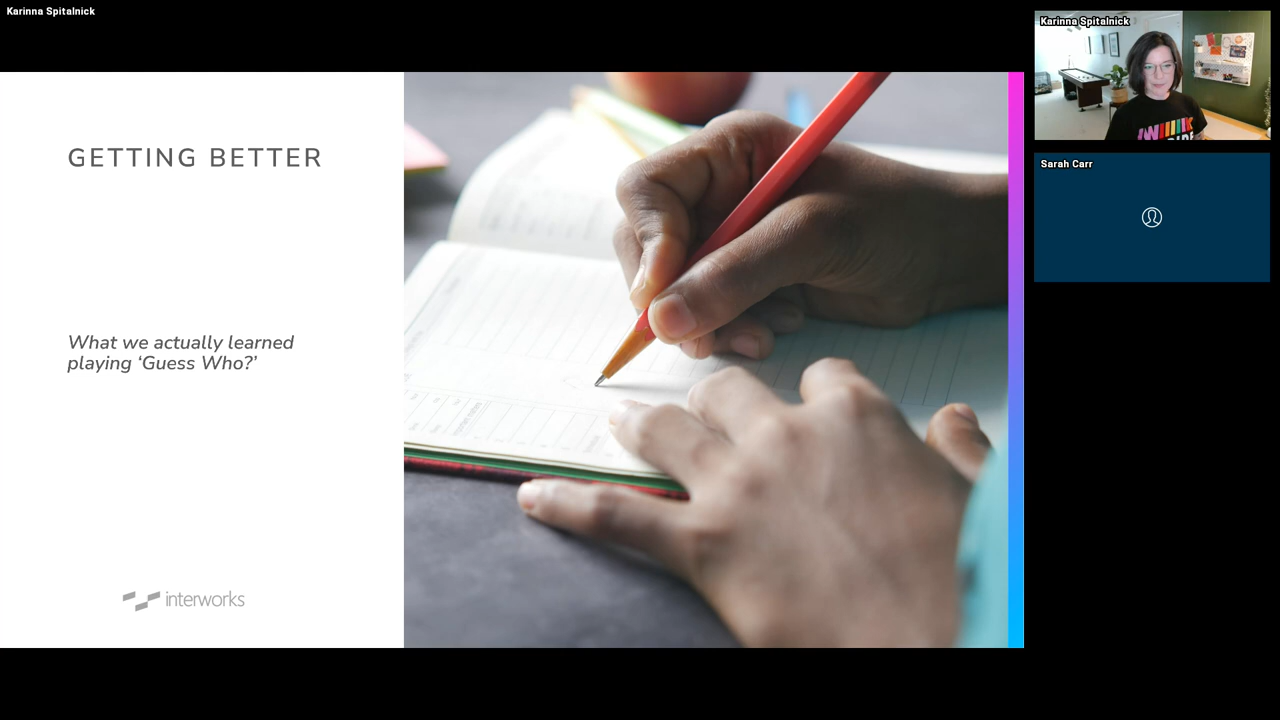 Karinna Spitalnick
GETTING BETTER
What we actually learned
playing ‘Guess Who?’
interworks
Karinna Spitalnick
Sarah Carr